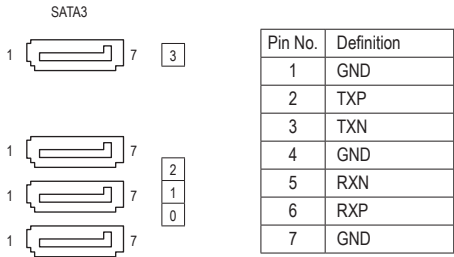 SATA3
1 7 3
1 7
2
1 7 1
0
1 7
Pin No. Definition
1 GND
2 TXP
3 TXN
4 GND
5 RXN
6 RXP
7 GND